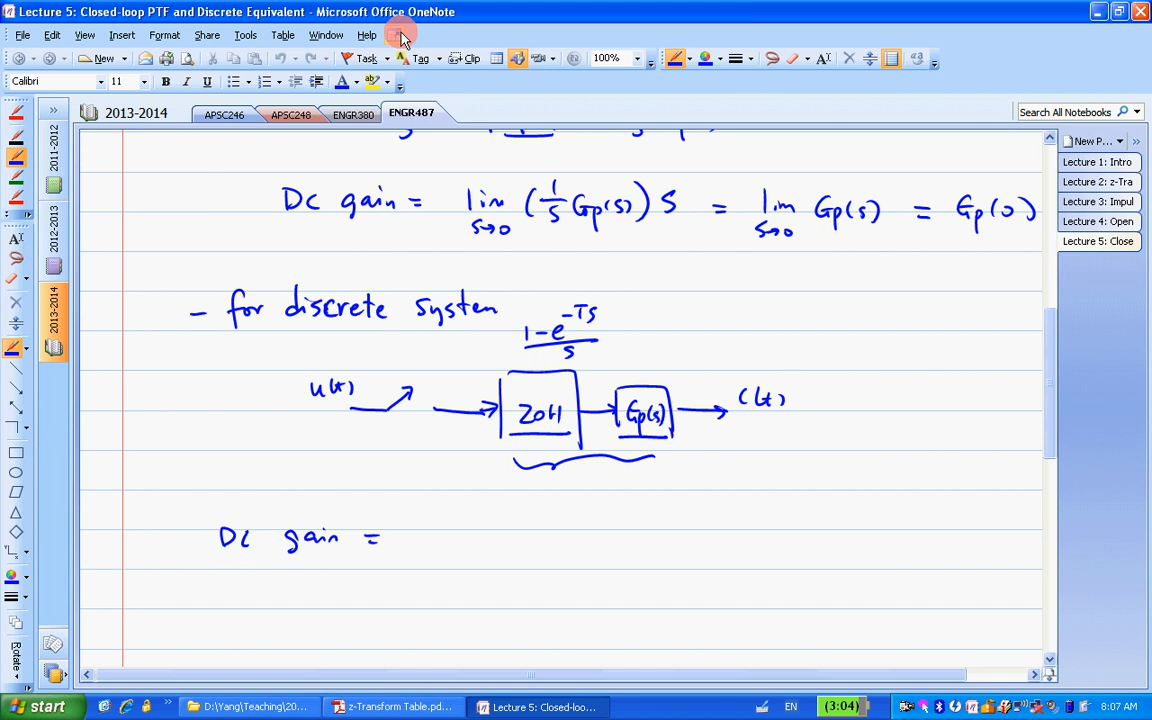 Lecture 5: Closed-loop PTF and Discrete Equivalent - Microsoft Office OneNote
File Edit View Insert Format Share Tools Table Window Help
New Task Tag Clip 100%
Calibri 11 B I U A ab
2013-2014 APSC246 APSC248 ENGR380 ENGR487 Search All Notebooks
New P...
Lecture 1: Intro
Lecture 2: z-Tra
Lecture 3: Impul
Lecture 4: Open
Lecture 5: Close
2011-2012
2012-2013
2013-2014
Rotate
DC gain = lim s→0 (1/s Gp(s)) S = lim s→0 Gp(s) = Gp(0)
- for discrete system
1-e^-TS
s
u(t) ZOH Gp(s) C(t)
DC gain =
start D:\Yang\Teaching\20... z-Transform Table.pd... Lecture 5: Closed-loo... EN (3:04) 8:07 AM